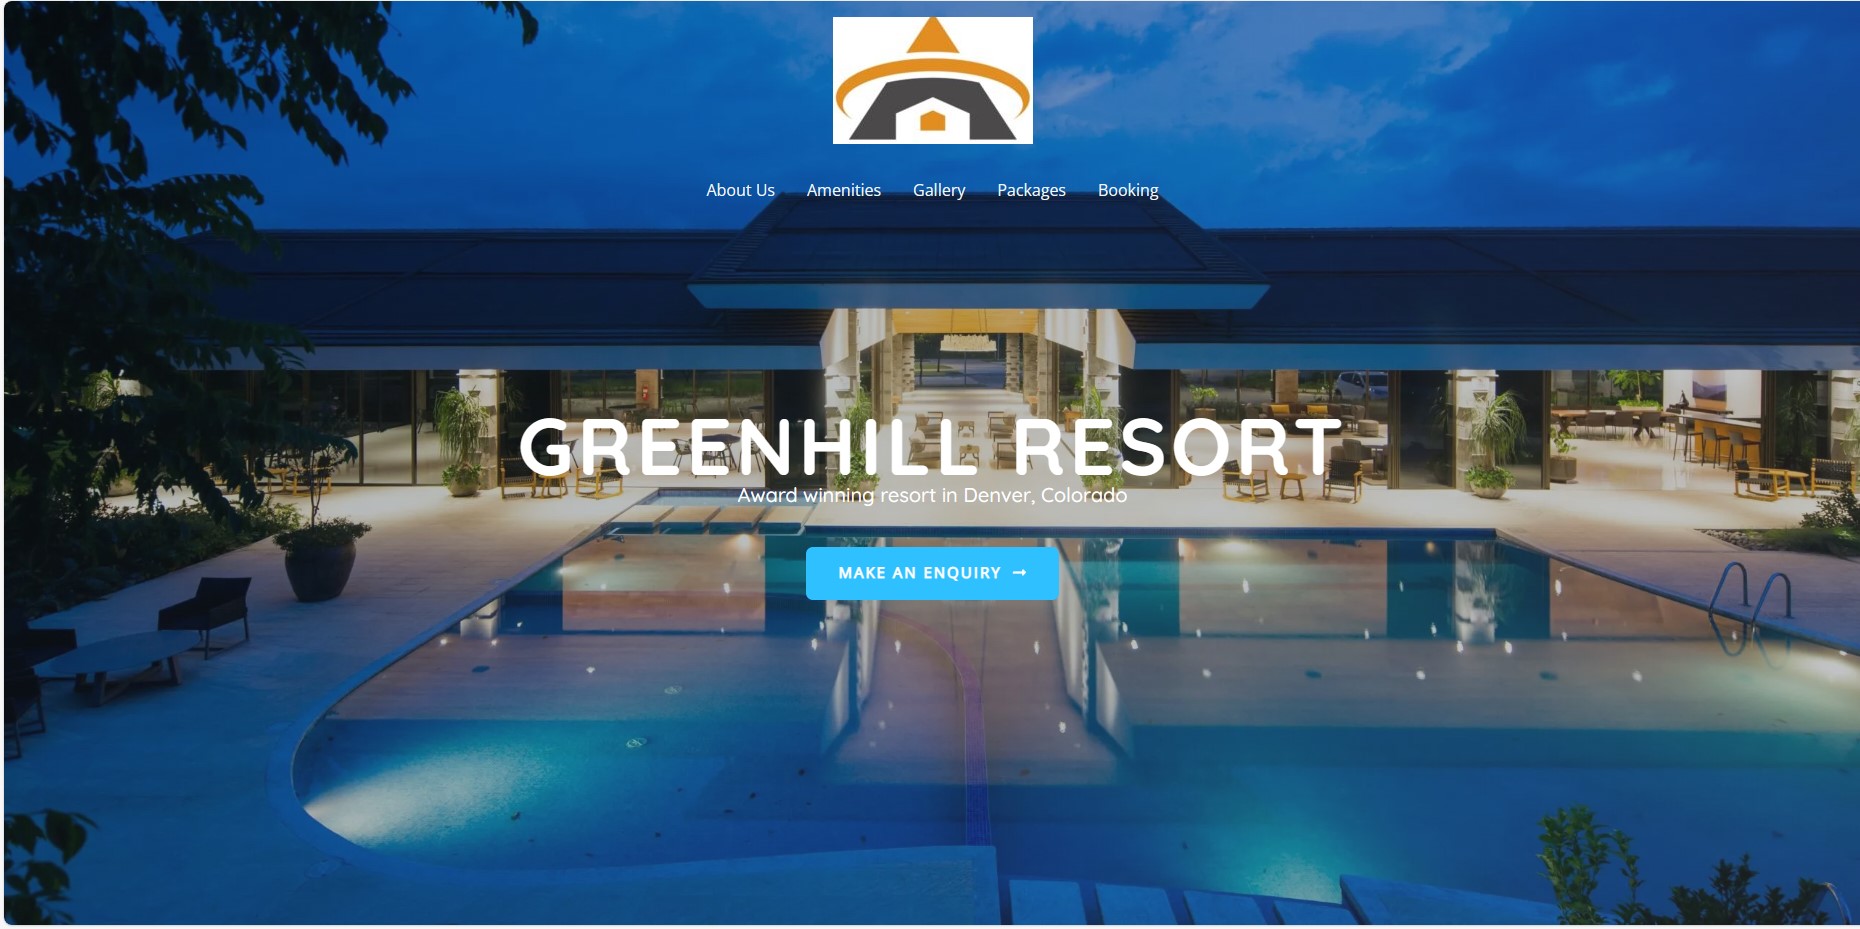 About Us Amenities Gallery Packages Booking
GREENHILL RESORT
Award winning resort in Denver, Colorado
MAKE AN ENQUIRY →